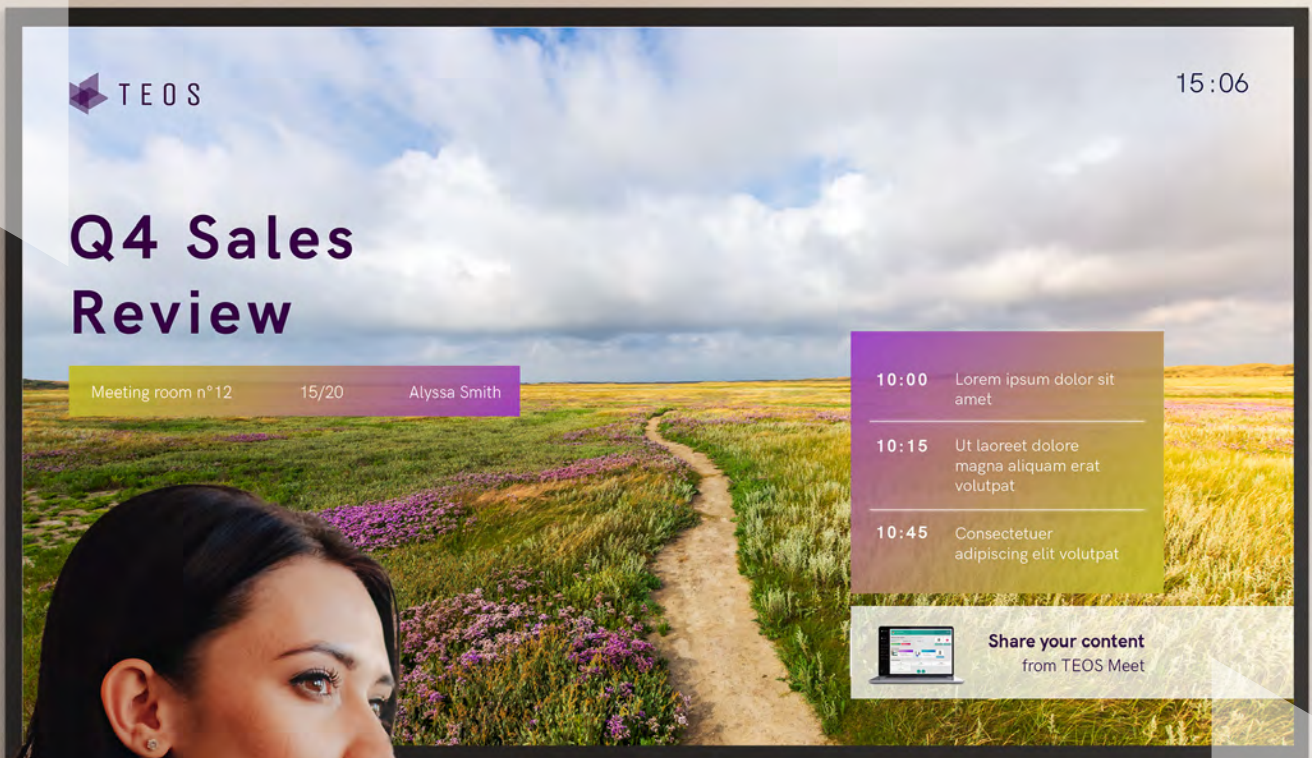 TEOS
15:06
Q4 Sales
Review
Meeting room n°12 15/20 Alyssa Smith
10:00 Lorem ipsum dolor sit
amet
10:15 Ut laoreet dolore
magna aliquam erat
volutpat
10:45 Consectetuer
adipiscing elit volutpat
Share your content
from TEOS Meet